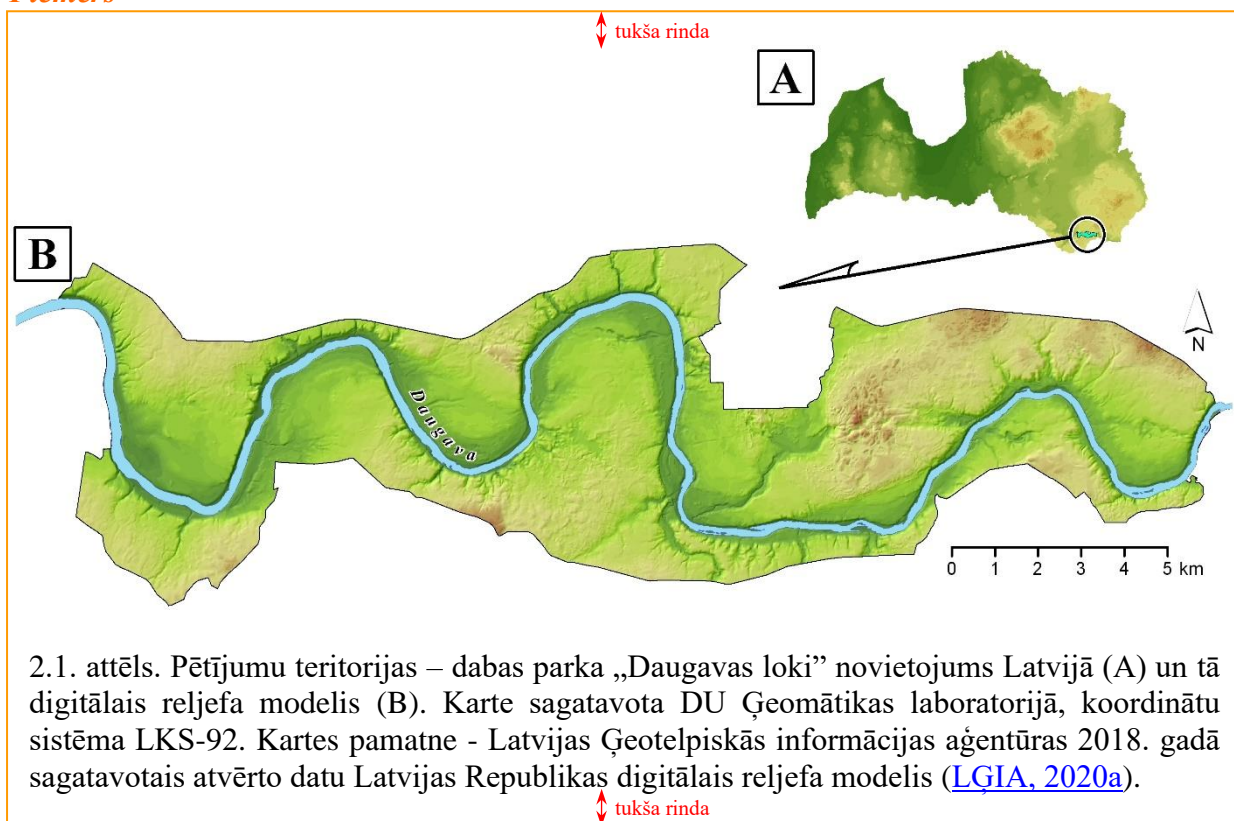 tukša rinda
A
B
N
Daugava
0 1 2 3 4 5 km
2.1. attēls. Pētījumu teritorijas – dabas parka „Daugavas loki” novietojums Latvijā (A) un tā
digitālais reljefa modelis (B). Karte sagatavota DU Ģeomātikas laboratorijā, koordinātu
sistēma LKS-92. Kartes pamatne - Latvijas Ģeotelpiskās informācijas aģentūras 2018. gadā
sagatavotais atvērto datu Latvijas Republikas digitālais reljefa modelis (LĢIA, 2020a).
tukša rinda